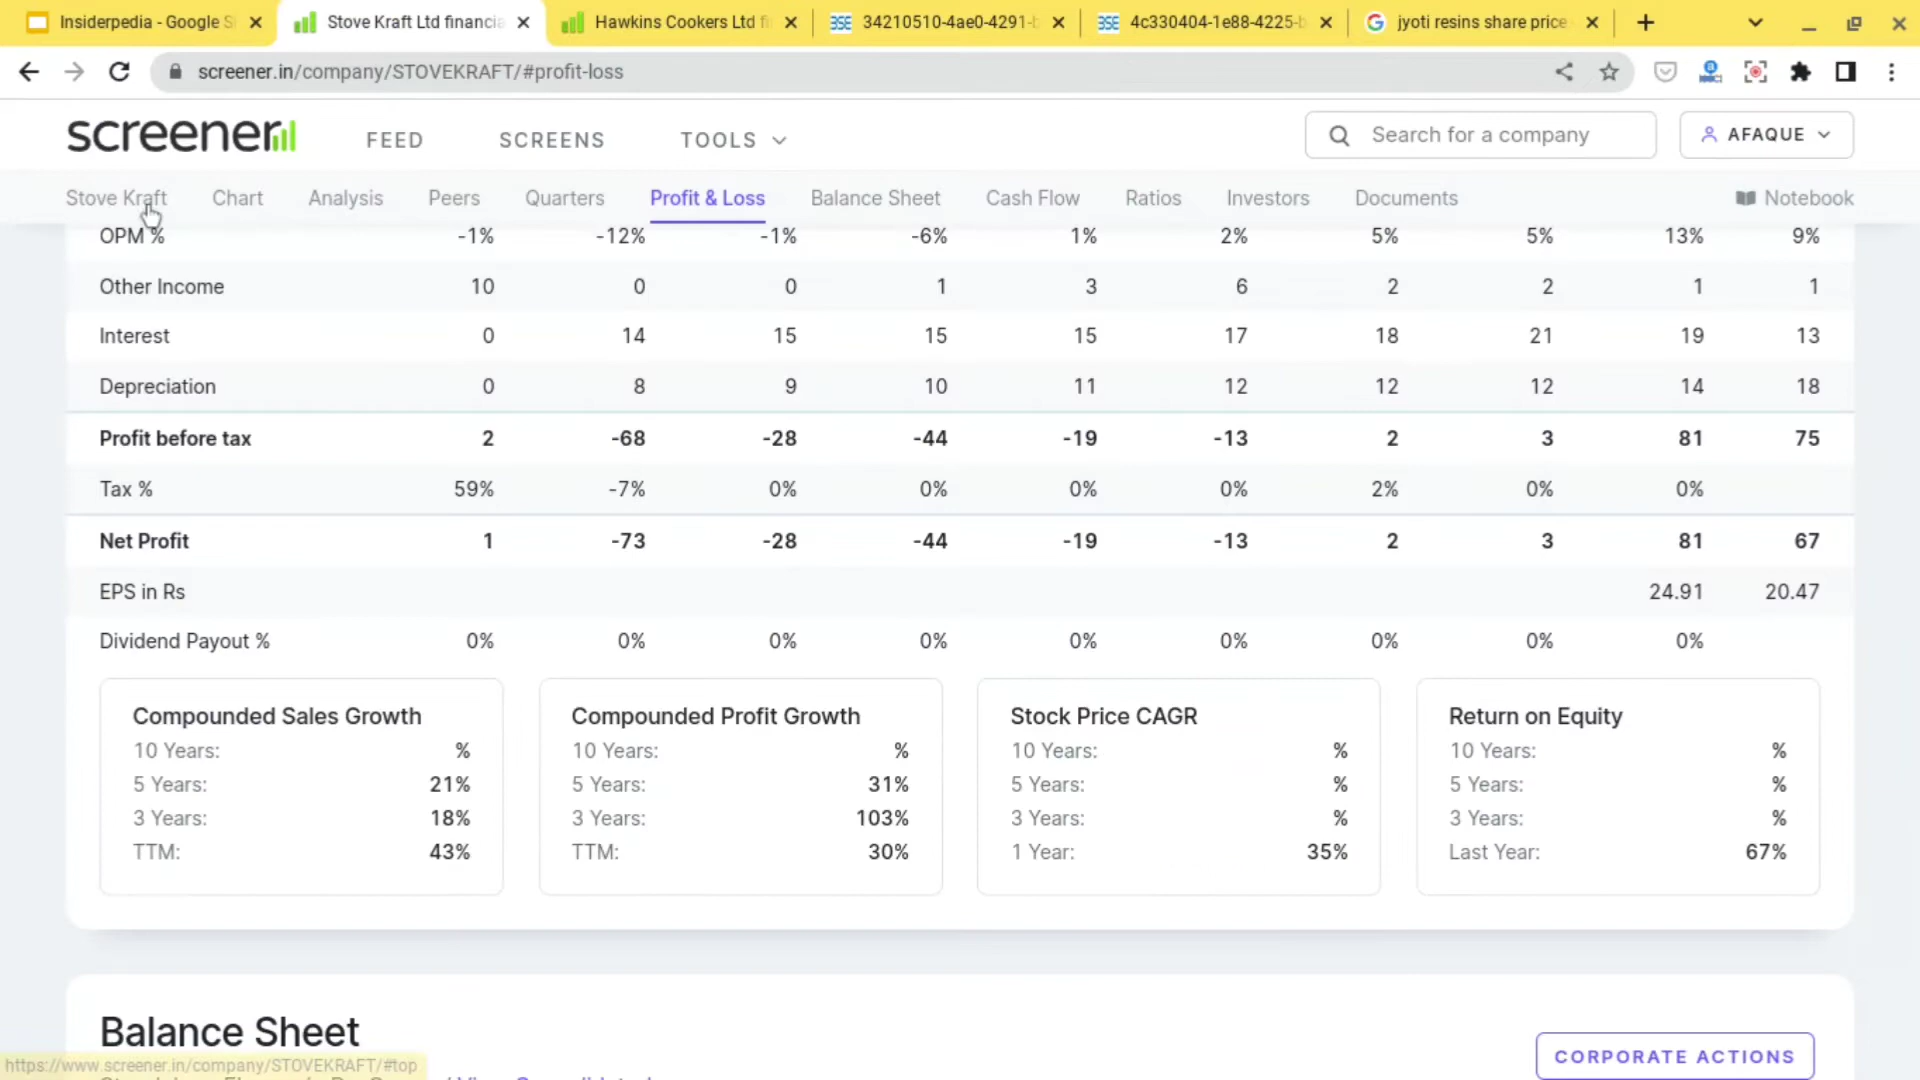 Insiderpedia - Google S
Stove Kraft Ltd financia
Hawkins Cookers Ltd fi
34210510-4ae0-4291-b
4c330404-1e88-4225-b
jyoti resins share price
screener.in/company/STOVEKRAFT/#profit-loss
screener FEED SCREENS TOOLS Search for a company AFAQUE
Stove Kraft Chart Analysis Peers Quarters Profit & Loss Balance Sheet Cash Flow Ratios Investors Documents Notebook
OPM % -1% -12% -1% -6% 1% 2% 5% 5% 13% 9%
Other Income 10 0 0 1 3 6 2 2 1 1
Interest 0 14 15 15 15 17 18 21 19 13
Depreciation 0 8 9 10 11 12 12 12 14 18
Profit before tax 2 -68 -28 -44 -19 -13 2 3 81 75
Tax % 59% -7% 0% 0% 0% 0% 2% 0% 0%
Net Profit 1 -73 -28 -44 -19 -13 2 3 81 67
EPS in Rs 24.91 20.47
Dividend Payout % 0% 0% 0% 0% 0% 0% 0% 0% 0%
Compounded Sales Growth
10 Years: %
5 Years: 21%
3 Years: 18%
TTM: 43%
Compounded Profit Growth
10 Years: %
5 Years: 31%
3 Years: 103%
TTM: 30%
Stock Price CAGR
10 Years: %
5 Years: %
3 Years: %
1 Year: 35%
Return on Equity
10 Years: %
5 Years: %
3 Years: %
Last Year: 67%
Balance Sheet
CORPORATE ACTIONS
https://www.screener.in/company/STOVEKRAFT/#top